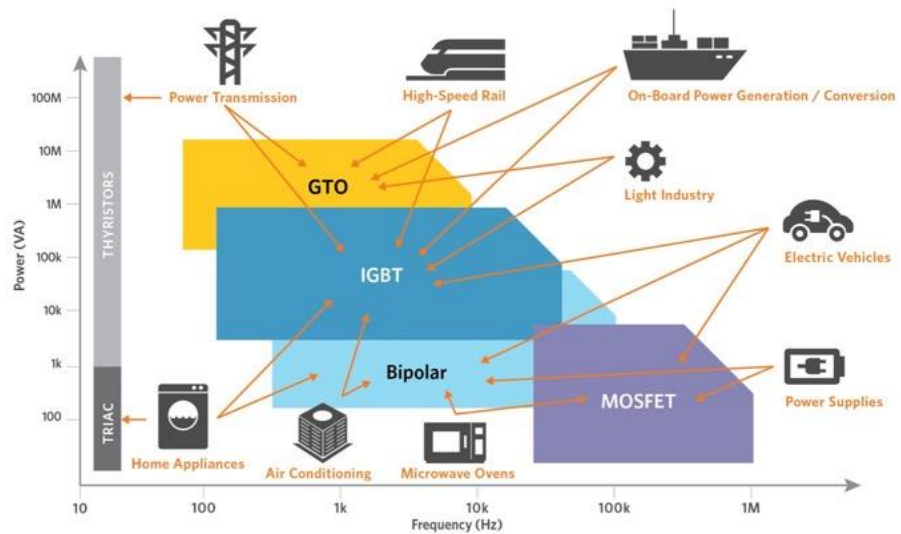 Power Transmission
High-Speed Rail
On-Board Power Generation / Conversion
Light Industry
Electric Vehicles
Power Supplies
Home Appliances
Air Conditioning
Microwave Ovens
GTO
IGBT
Bipolar
MOSFET
THYRISTORS
TRIAC
Power (VA)
100M
10M
1M
100k
10k
1k
100
10
100
1k
10k
100k
1M
Frequency (Hz)